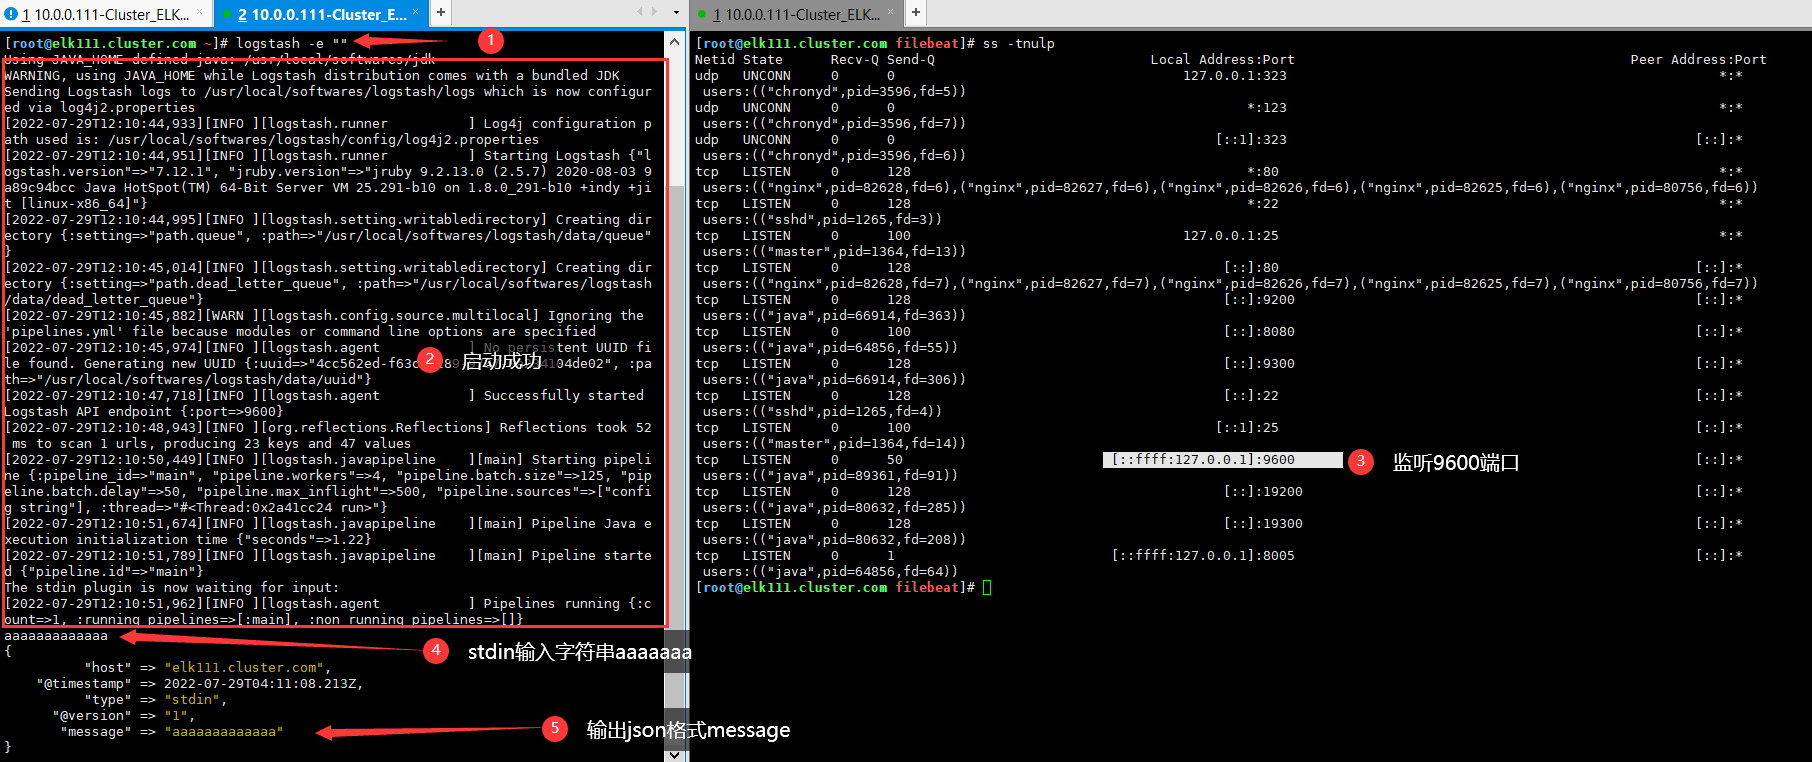 1 10.0.0.111-Cluster_ELK...
2 10.0.0.111-Cluster_E...
[root@elk111.cluster.com ~]# logstash -e ""
1
Using JAVA_HOME defined java: /usr/local/softwares/jdk
WARNING, using JAVA_HOME while Logstash distribution comes with a bundled JDK
Sending Logstash logs to /usr/local/softwares/logstash/logs which is now configur
ed via log4j2.properties
[2022-07-29T12:10:44,933][INFO ][logstash.runner          ] Log4j configuration p
ath used is: /usr/local/softwares/logstash/config/log4j2.properties
[2022-07-29T12:10:44,951][INFO ][logstash.runner          ] Starting Logstash {"l
ogstash.version"=>"7.12.1", "jruby.version"=>"jruby 9.2.13.0 (2.5.7) 2020-08-03 9
a89c94bcc Java HotSpot(TM) 64-Bit Server VM 25.291-b10 on 1.8.0_291-b10 +indy +ji
t [linux-x86_64]"}
[2022-07-29T12:10:44,995][INFO ][logstash.setting.writabledirectory] Creating dir
ectory {:setting=>"path.queue", :path=>"/usr/local/softwares/logstash/data/queue"
}
[2022-07-29T12:10:45,014][INFO ][logstash.setting.writabledirectory] Creating dir
ectory {:setting=>"path.dead_letter_queue", :path=>"/usr/local/softwares/logstash
/data/dead_letter_queue"}
[2022-07-29T12:10:45,882][WARN ][logstash.config.source.multilocal] Ignoring the
'pipelines.yml' file because modules or command line options are specified
[2022-07-29T12:10:45,974][INFO ][logstash.agent           ] No persistent UUID fi
le found. Generating new UUID {:uuid=>"4cc562ed-f63c 104de02", :pa
th=>"/usr/local/softwares/logstash/data/uuid"}
2 启动成功
[2022-07-29T12:10:47,718][INFO ][logstash.agent           ] Successfully started
Logstash API endpoint {:port=>9600}
[2022-07-29T12:10:48,943][INFO ][org.reflections.Reflections] Reflections took 52
 ms to scan 1 urls, producing 23 keys and 47 values
[2022-07-29T12:10:50,449][INFO ][logstash.javapipeline    ][main] Starting pipeli
ne {:pipeline_id=>"main", "pipeline.workers"=>4, "pipeline.batch.size"=>125, "pip
eline.batch.delay"=>50, "pipeline.max_inflight"=>500, "pipeline.sources"=>["confi
g string"], :thread=>"#<Thread:0x2a41cc24 run>"}
[2022-07-29T12:10:51,674][INFO ][logstash.javapipeline    ][main] Pipeline Java e
xecution initialization time {"seconds"=>1.22}
[2022-07-29T12:10:51,789][INFO ][logstash.javapipeline    ][main] Pipeline starte
d {"pipeline.id"=>"main"}
The stdin plugin is now waiting for input:
[2022-07-29T12:10:51,962][INFO ][logstash.agent           ] Pipelines running {:c
ount=>1, :running_pipelines=>[:main], :non_running_pipelines=>[]}
aaaaaaaaaaaaa
4 stdin输入字符串aaaaaaa
{
"host" => "elk111.cluster.com",
"@timestamp" => 2022-07-29T04:11:08.213Z,
"type" => "stdin",
"@version" => "1",
"message" => "aaaaaaaaaaaaa"
}
5 输出json格式message
1 10.0.0.111-Cluster_ELK...
[root@elk111.cluster.com filebeat]# ss -tnulp
Netid State      Recv-Q Send-Q      Local Address:Port      Peer Address:Port
udp   UNCONN     0      0      127.0.0.1:323      *:*
users:(("chronyd",pid=3596,fd=5))
udp   UNCONN     0      0      *:123      *:*
users:(("chronyd",pid=3596,fd=7))
udp   UNCONN     0      0      [::1]:323      [::]:*
users:(("chronyd",pid=3596,fd=6))
tcp   LISTEN     0      128      *:80      *:*
users:(("nginx",pid=82628,fd=6),("nginx",pid=82627,fd=6),("nginx",pid=82626,fd=6),("nginx",pid=82625,fd=6),("nginx",pid=80756,fd=6))
tcp   LISTEN     0      128      *:22      *:*
users:(("sshd",pid=1265,fd=3))
tcp   LISTEN     0      100      127.0.0.1:25      *:*
users:(("master",pid=1364,fd=13))
tcp   LISTEN     0      128      [::]:80      [::]:*
users:(("nginx",pid=82628,fd=7),("nginx",pid=82627,fd=7),("nginx",pid=82626,fd=7),("nginx",pid=82625,fd=7),("nginx",pid=80756,fd=7))
tcp   LISTEN     0      128      [::]:9200      [::]:*
users:(("java",pid=66914,fd=363))
tcp   LISTEN     0      100      [::]:8080      [::]:*
users:(("java",pid=64856,fd=55))
tcp   LISTEN     0      128      [::]:9300      [::]:*
users:(("java",pid=66914,fd=306))
tcp   LISTEN     0      128      [::]:22      [::]:*
users:(("sshd",pid=1265,fd=4))
tcp   LISTEN     0      100      [::1]:25      [::]:*
users:(("master",pid=1364,fd=14))
tcp   LISTEN     0      50      [::ffff:127.0.0.1]:9600      [::]:*
3 监听9600端口
users:(("java",pid=89361,fd=91))
tcp   LISTEN     0      128      [::]:19200      [::]:*
users:(("java",pid=80632,fd=285))
tcp   LISTEN     0      128      [::]:19300      [::]:*
users:(("java",pid=80632,fd=208))
tcp   LISTEN     0      1      [::ffff:127.0.0.1]:8005      [::]:*
users:(("java",pid=64856,fd=64))
[root@elk111.cluster.com filebeat]#